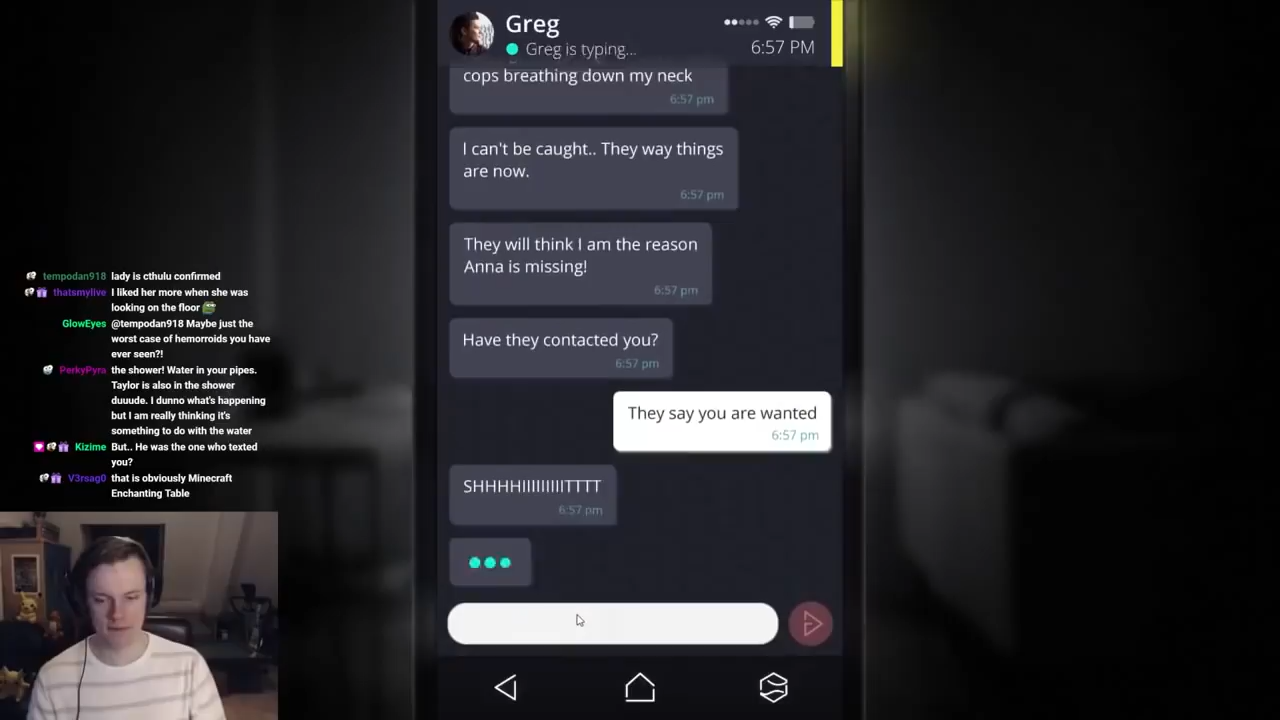 Greg
Greg is typing...
6:57 PM
cops breathing down my neck
6:57 pm
I can't be caught.. They way things
are now.
6:57 pm
They will think I am the reason
Anna is missing!
6:57 pm
Have they contacted you?
6:57 pm
They say you are wanted
6:57 pm
SHHHHIIIIIIIIITTTT
6:57 pm
tempodan918 lady is cthulu confirmed
thatsmylive I liked her more when she was
looking on the floor
GlowEyes @tempodan918 Maybe just the
worst case of hemorroids you have
ever seen?!
PerkyPyra the shower! Water in your pipes.
Taylor is also in the shower
duuude. I dunno what's happening
but I am really thinking it's
something to do with the water
Kizime But.. He was the one who texted
you?
V3rsag0 that is obviously Minecraft
Enchanting Table